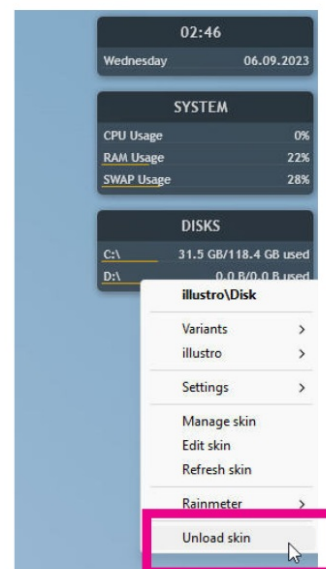 02:46
Wednesday 06.09.2023
SYSTEM
CPU Usage 0%
RAM Usage 22%
SWAP Usage 28%
DISKS
C:\ 31.5 GB/118.4 GB used
D:\ 0.0 B/0.0 B used
illustro\Disk
Variants >
illustro >
Settings >
Manage skin
Edit skin
Refresh skin
Rainmeter >
Unload skin